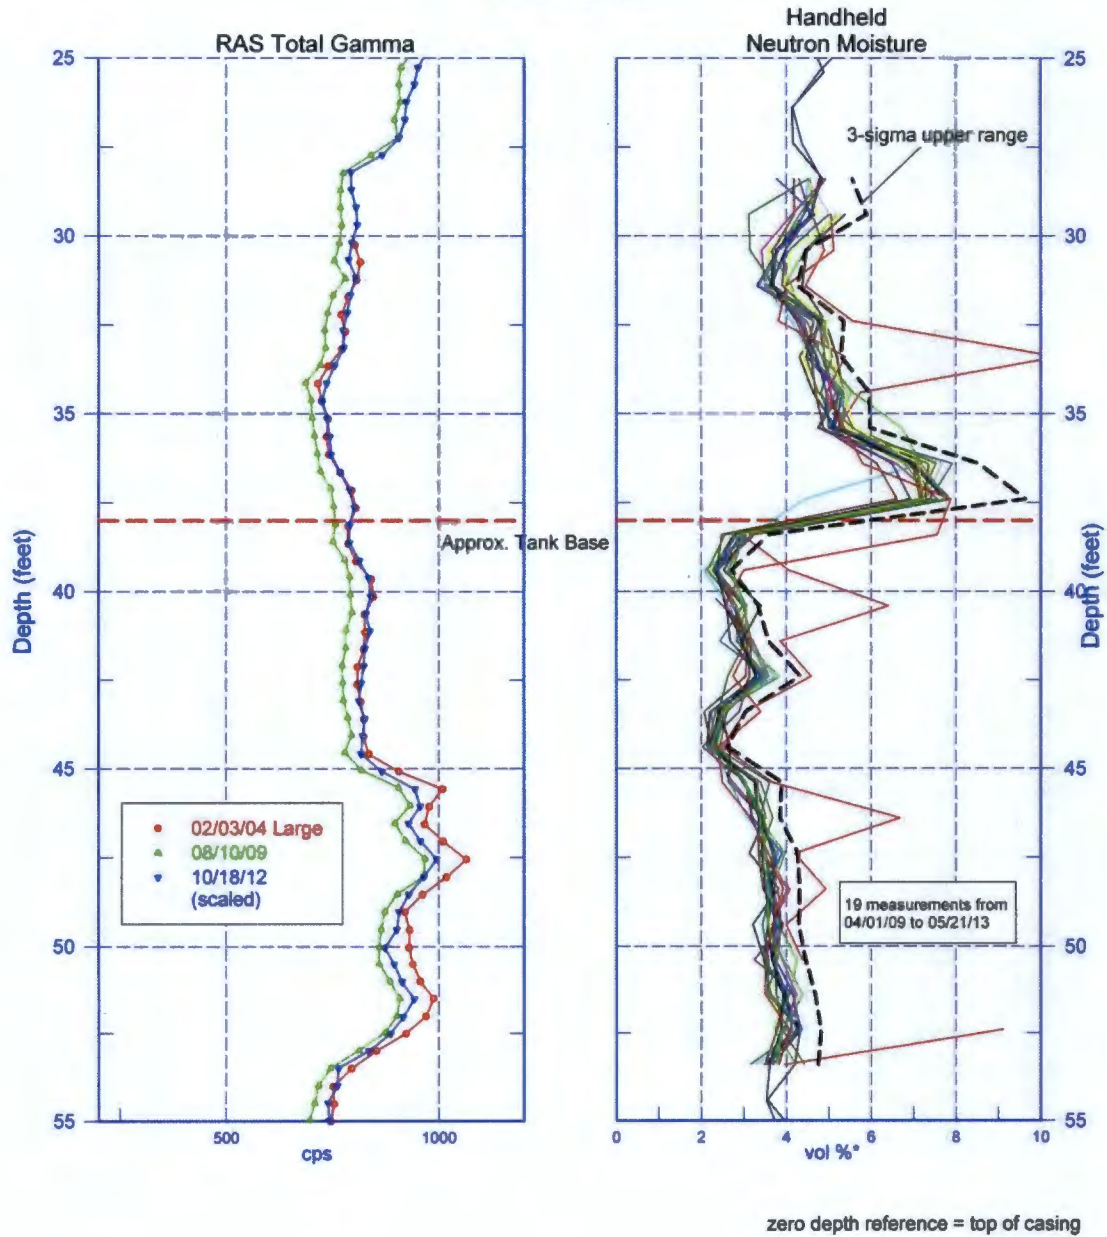 RAS Total Gamma
Handheld
Neutron Moisture
25
30
35
40
45
50
55
Depth (feet)
500
1000
cps
02/03/04 Large
08/10/09
10/18/12
(scaled)
Approx. Tank Base
3-sigma upper range
19 measurements from
04/01/09 to 05/21/13
0
2
4
6
8
10
vol %*
25
30
35
40
45
50
55
Depth (feet)
zero depth reference = top of casing